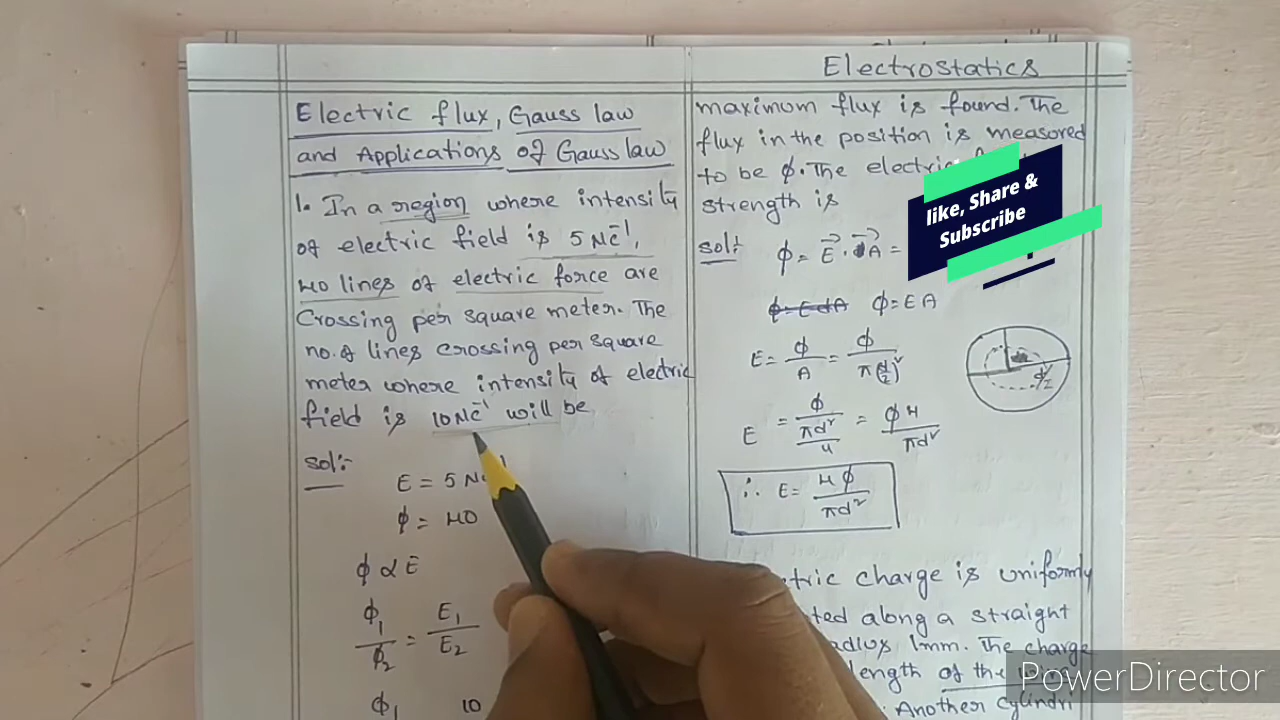 Electrostatics
Electric flux, Gauss law
and Applications of Gauss law
1. In a region where intensity
of electric field is 5 NC⁻¹,
40 lines of electric force are
Crossing per square meter. The
no. of lines crossing per square
meter where intensity of electric
field is 10 NC⁻¹ will be
sol:-
E = 5 N
ϕ = 40
ϕ ∝ E
ϕ₁/ϕ₂ = E₁/E₂
ϕ₁ 10
maximum flux is found. The
flux in the position is measured
to be ϕ. The electric
strength is
sol:
ϕ = E⃗ · dA⃗ =
ϕ = E dA ϕ = EA
E = ϕ/A = ϕ/π(d/2)²
d/2
E = ϕ/(πd²/4) = ϕ4/πd²
∴ E = 4ϕ/πd²
tric charge is uniformly
ted along a straight
radius 1mm. The charge
length of the
Another cylindri
like, Share &
Subscribe
PowerDirector